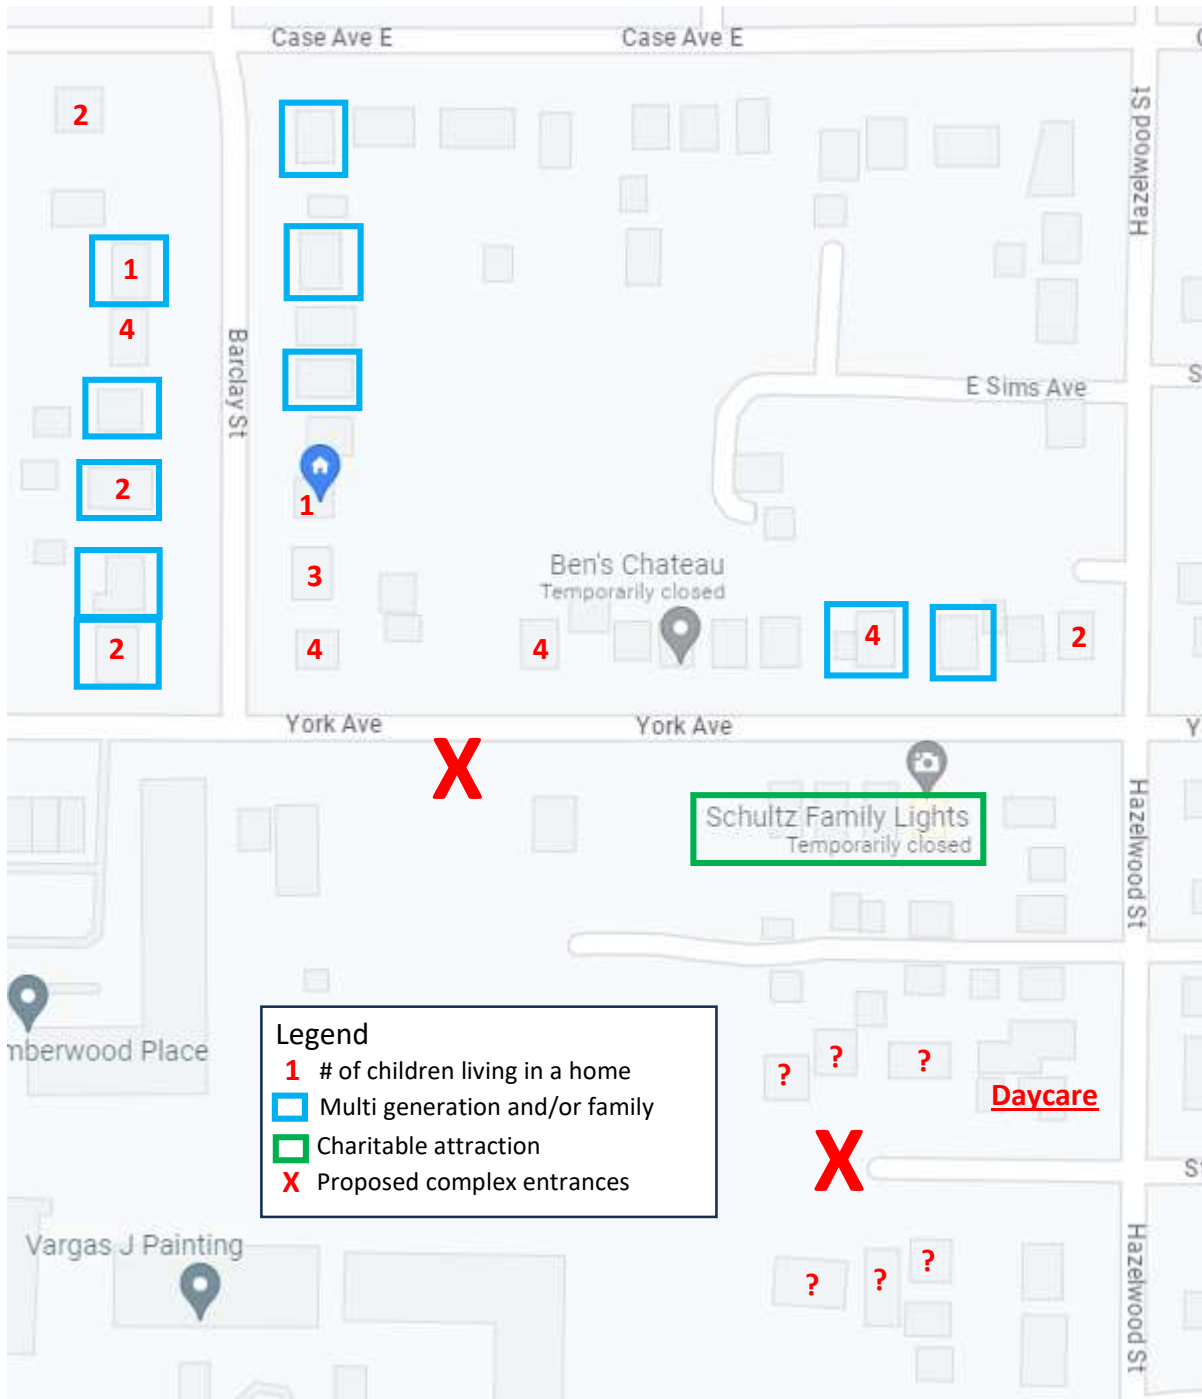 Case Ave E
Case Ave E
Hazelwood St
2
1
4
Barclay St
E Sims Ave
S
2
1
3
Ben's Chateau
Temporarily closed
2
4
4
4
2
York Ave
York Ave
Y
X
Schultz Family Lights
Temporarily closed
Hazelwood St
mberwood Place
Legend
1 # of children living in a home
Multi generation and/or family
Charitable attraction
X Proposed complex entrances
?
?
?
Daycare
X
St
Vargas J Painting
?
?
?
Hazelwood St